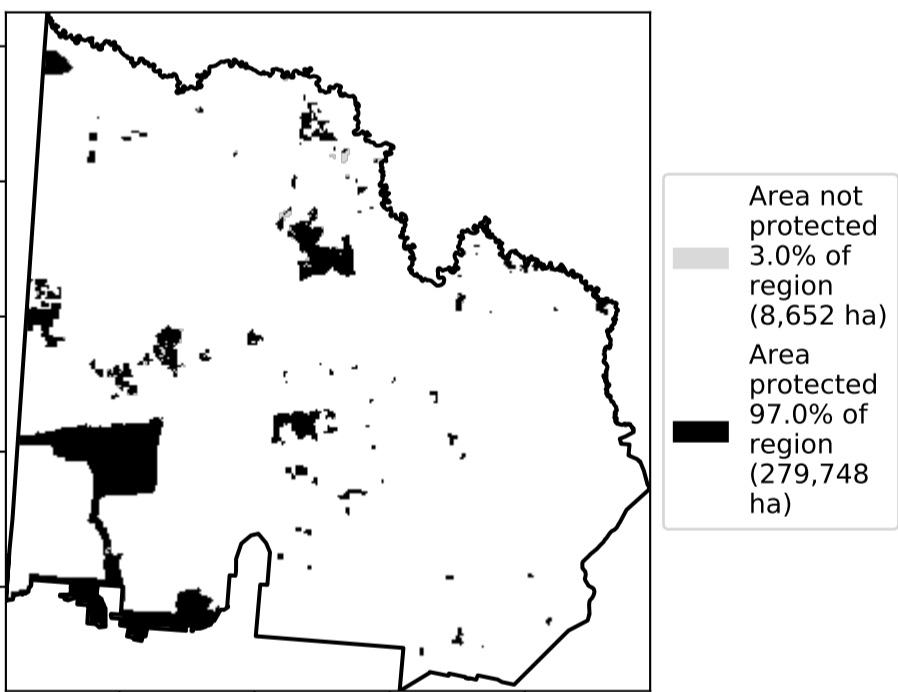 Area not
protected
3.0% of
region
(8,652 ha)
Area
protected
97.0% of
region
(279,748
ha)